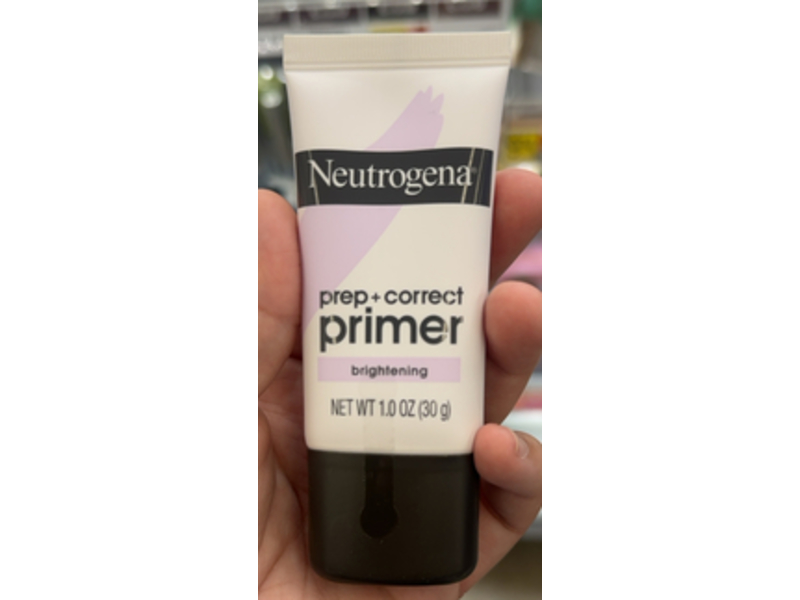 Neutrogena
prep + correct
primer
brightening
NET WT 1.0 OZ (30 g)